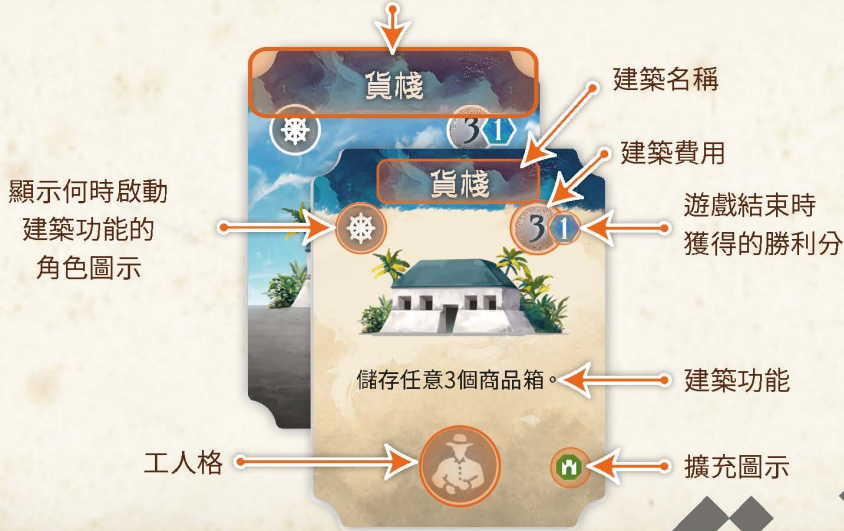 貨棧
3 1
建築名稱
建築費用
貨棧
3 1
顯示何時啟動
建築功能的
角色圖示
遊戲結束時
獲得的勝利分
儲存任意3個商品箱。
建築功能
工人格
擴充圖示